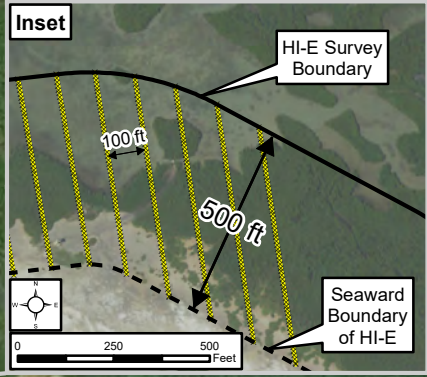 Inset
HI-E Survey
Boundary
100 ft
500 ft
N
W
E
S
Seaward
Boundary
of HI-E
0
250
500
Feet